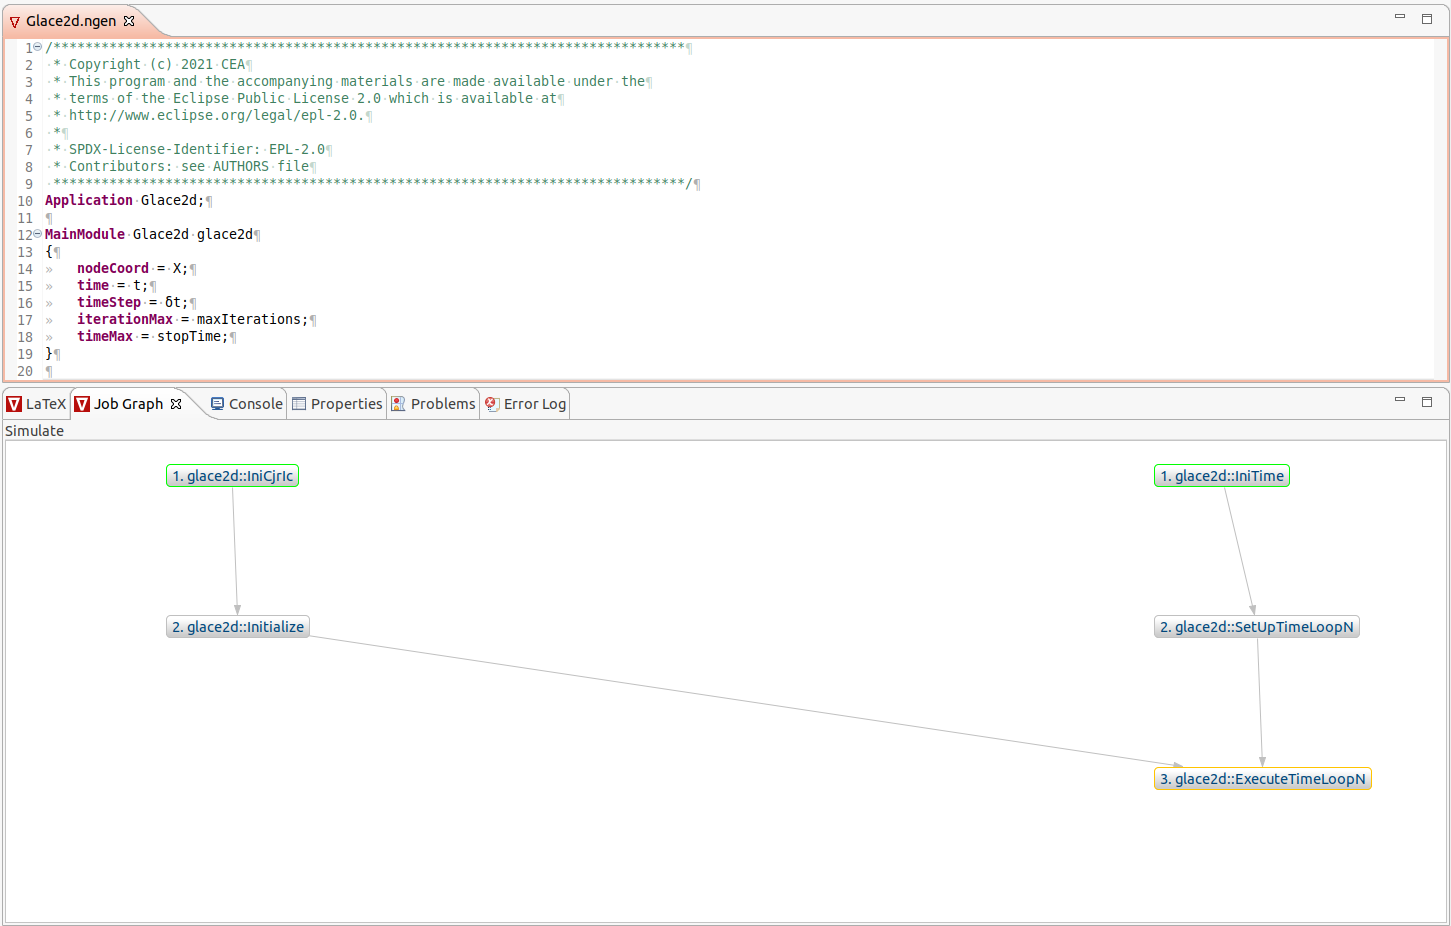 Glace2d.ngen
1 /*******************************************************************************¶
2 * Copyright (c) 2021 CEA¶
3 * This program and the accompanying materials are made available under the¶
4 * terms of the Eclipse Public License 2.0 which is available at¶
5 * http://www.eclipse.org/legal/epl-2.0.¶
6 *¶
7 * SPDX-License-Identifier: EPL-2.0¶
8 * Contributors: see AUTHORS file¶
9 *******************************************************************************/¶
10 Application Glace2d;¶
11 ¶
12 MainModule Glace2d glace2d¶
13 {¶
14 » nodeCoord = X;¶
15 » time = t;¶
16 » timeStep = δt;¶
17 » iterationMax = maxIterations;¶
18 » timeMax = stopTime;¶
19 }¶
20 ¶
LaTeX Job Graph Console Properties Problems Error Log
Simulate
1. glace2d::IniCjrIc
1. glace2d::IniTime
2. glace2d::Initialize
2. glace2d::SetUpTimeLoopN
3. glace2d::ExecuteTimeLoopN